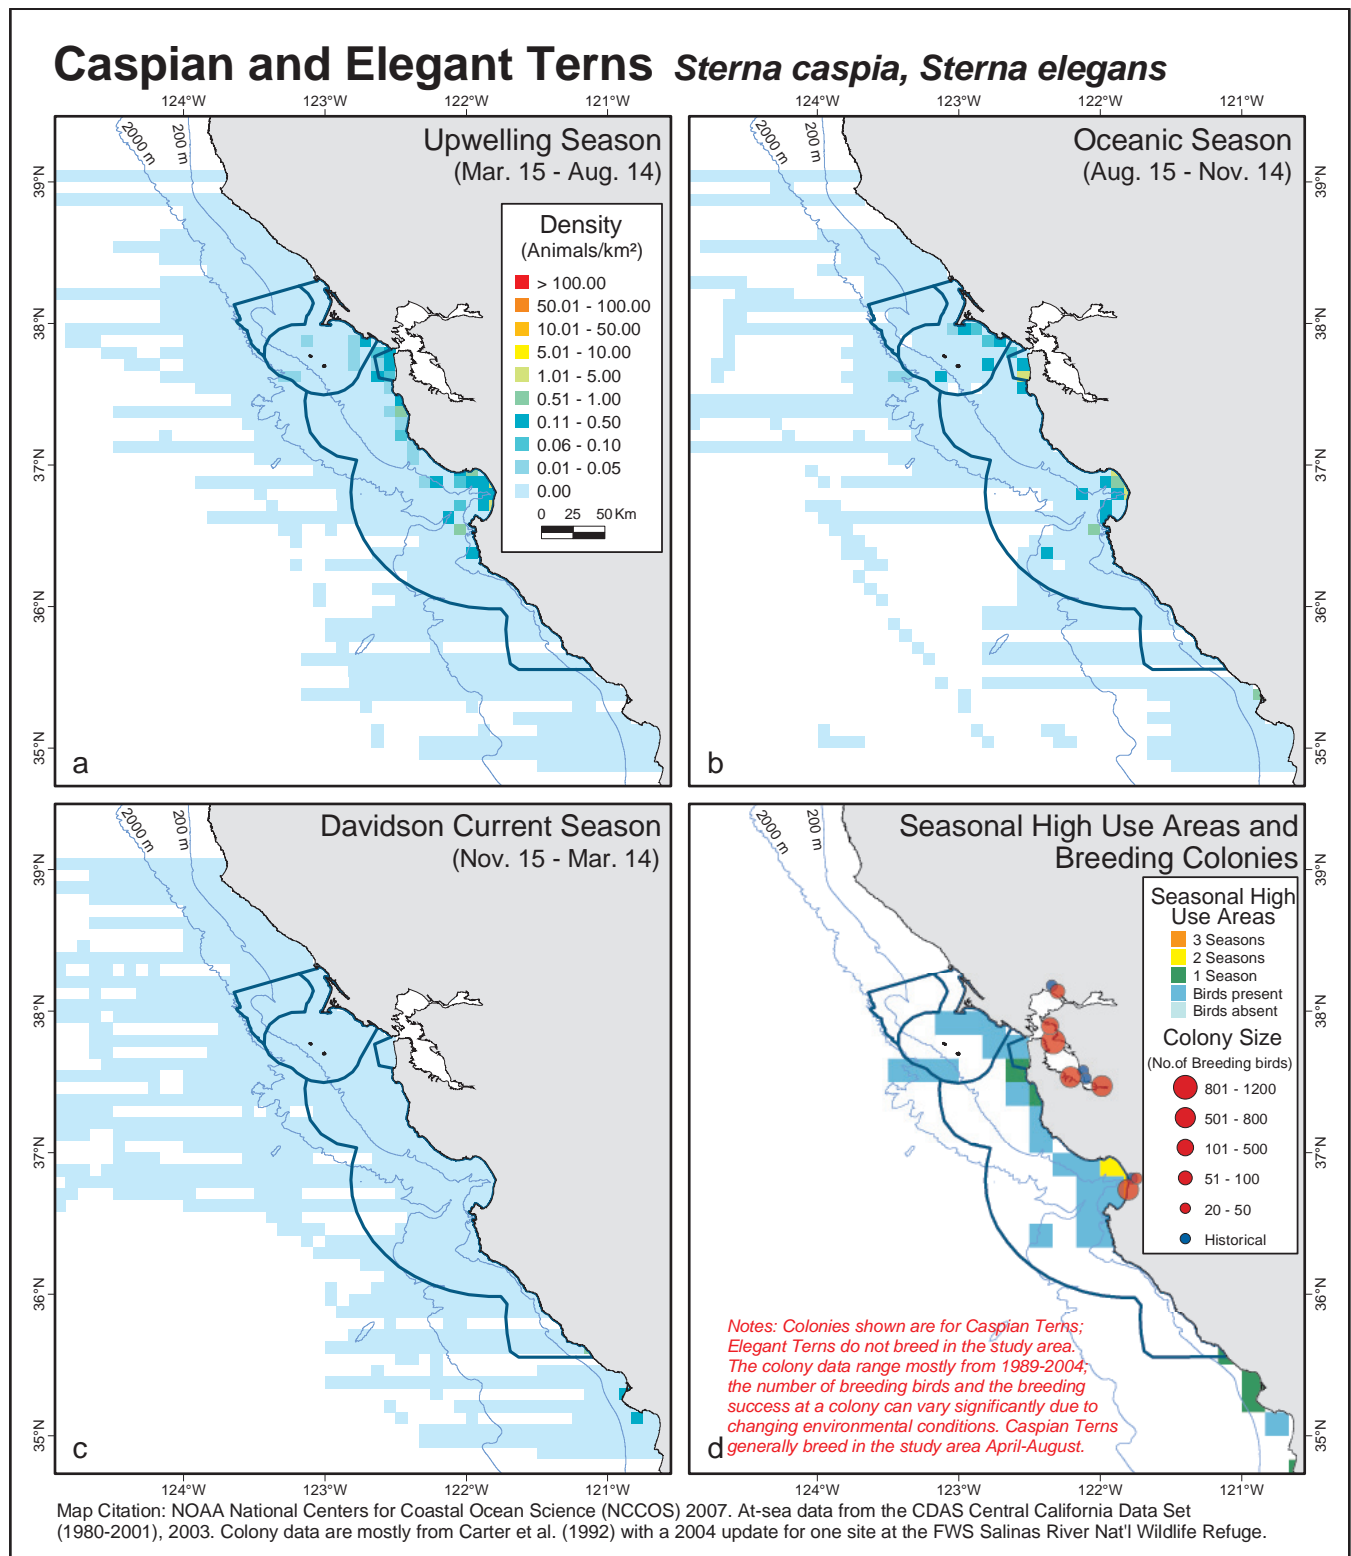 Caspian and Elegant Terns Sterna caspia, Sterna elegans
124°W 123°W 122°W 121°W 124°W 123°W 122°W 121°W
2000 m 200 m
Upwelling Season
(Mar. 15 - Aug. 14)
39°N
38°N
37°N
36°N
35°N
Density
(Animals/km²)
> 100.00
50.01 - 100.00
10.01 - 50.00
5.01 - 10.00
1.01 - 5.00
0.51 - 1.00
0.11 - 0.50
0.06 - 0.10
0.01 - 0.05
0.00
0 25 50 Km
a
2000 m 200 m
Oceanic Season
(Aug. 15 - Nov. 14)
39°N
38°N
37°N
36°N
35°N
b
2000 m 200 m
Davidson Current Season
(Nov. 15 - Mar. 14)
39°N
38°N
37°N
36°N
35°N
c
2000 m 200 m
Seasonal High Use Areas and
Breeding Colonies
39°N
38°N
37°N
36°N
35°N
Seasonal High
Use Areas
3 Seasons
2 Seasons
1 Season
Birds present
Birds absent
Colony Size
(No.of Breeding birds)
801 - 1200
501 - 800
101 - 500
51 - 100
20 - 50
Historical
Notes: Colonies shown are for Caspian Terns;
Elegant Terns do not breed in the study area.
The colony data range mostly from 1989-2004;
the number of breeding birds and the breeding
success at a colony can vary significantly due to
changing environmental conditions. Caspian Terns
generally breed in the study area April-August.
d
124°W 123°W 122°W 121°W 124°W 123°W 122°W 121°W
Map Citation: NOAA National Centers for Coastal Ocean Science (NCCOS) 2007. At-sea data from the CDAS Central California Data Set
(1980-2001), 2003. Colony data are mostly from Carter et al. (1992) with a 2004 update for one site at the FWS Salinas River Nat'l Wildlife Refuge.